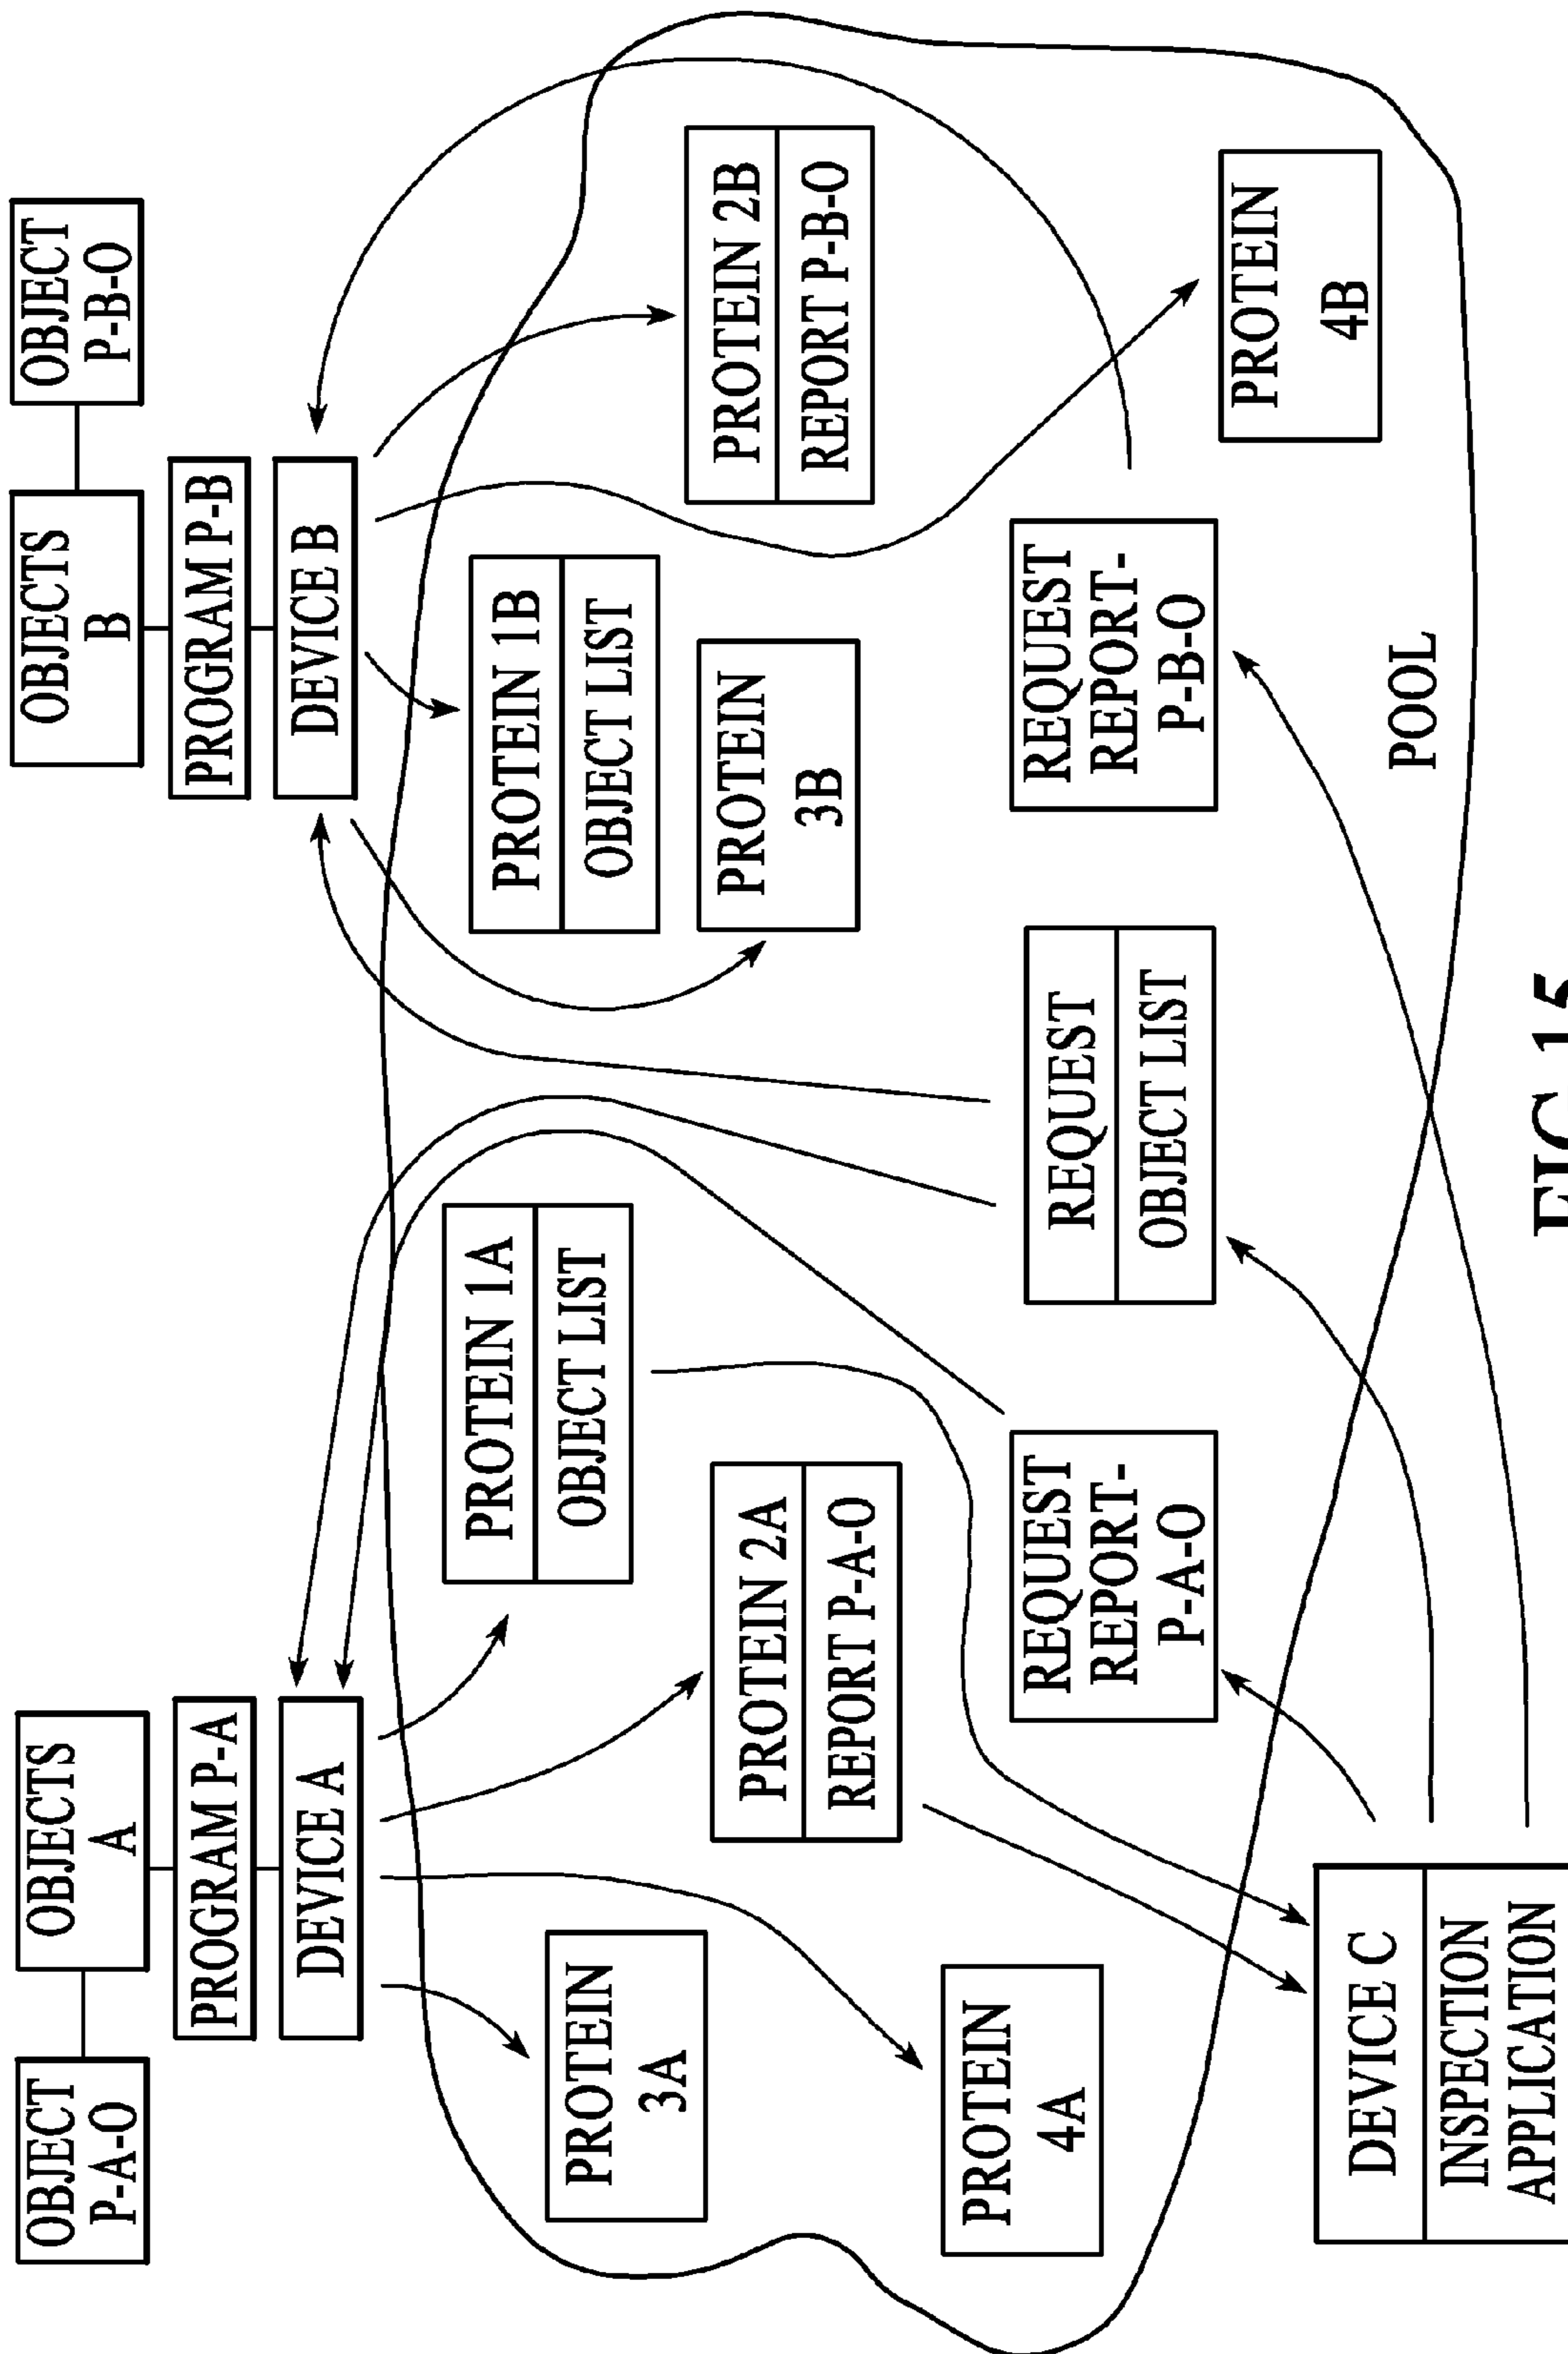 OBJECT
P-A-O
OBJECTS
A
PROGRAM P-A
DEVICE A
OBJECTS
B
OBJECT
P-B-O
PROGRAM P-B
DEVICE B
PROTEIN 1A
OBJECT LIST
PROTEIN 1B
OBJECT LIST
PROTEIN
3A
PROTEIN 2A
REPORT P-A-O
PROTEIN
3B
PROTEIN 2B
REPORT P-B-O
PROTEIN
4A
REQUEST
REPORT-
P-A-O
REQUEST
OBJECT LIST
REQUEST
REPORT-
P-B-O
PROTEIN
4B
DEVICE C
INSPECTION
APPLICATION
POOL
FIG.15